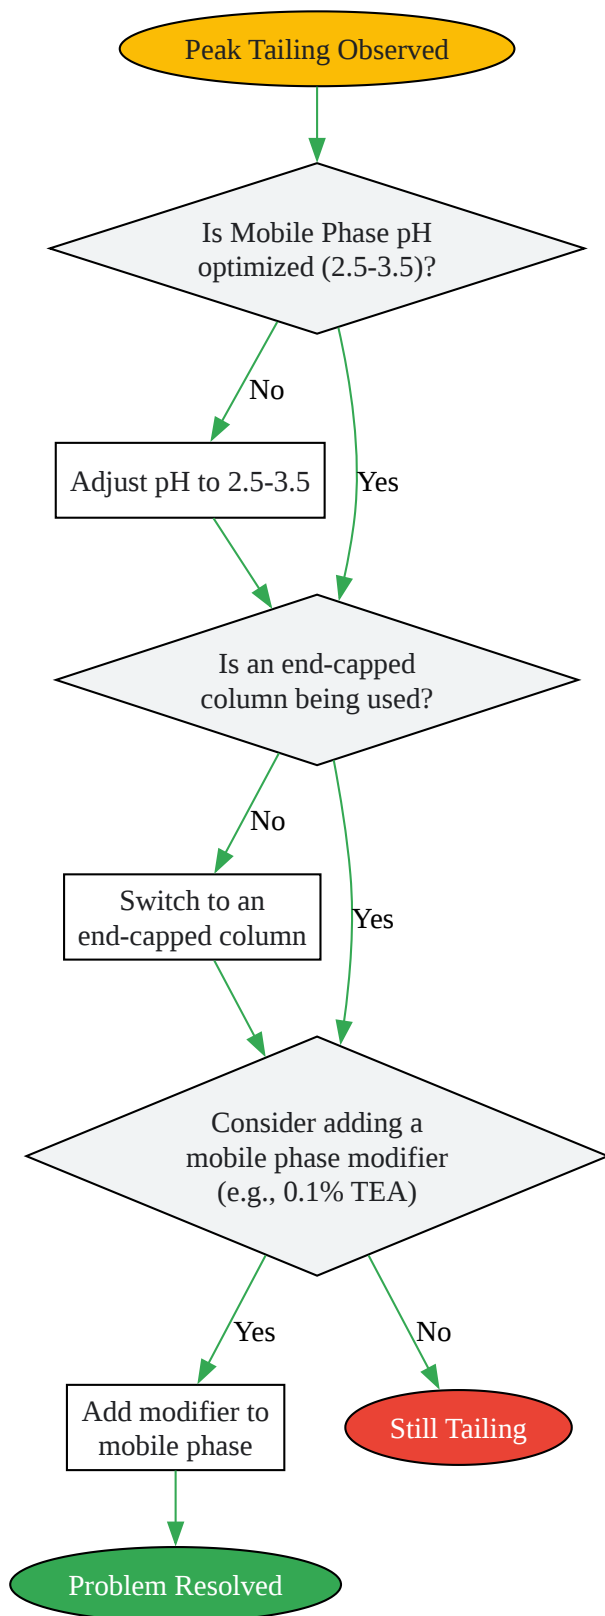 Peak Tailing Observed
Is Mobile Phase pH
optimized (2.5-3.5)?
No
Adjust pH to 2.5-3.5
Yes
Is an end-capped
column being used?
No
Switch to an
end-capped column
Yes
Consider adding a
mobile phase modifier
(e.g., 0.1% TEA)
Yes
No
Add modifier to
mobile phase
Still Tailing
Problem Resolved